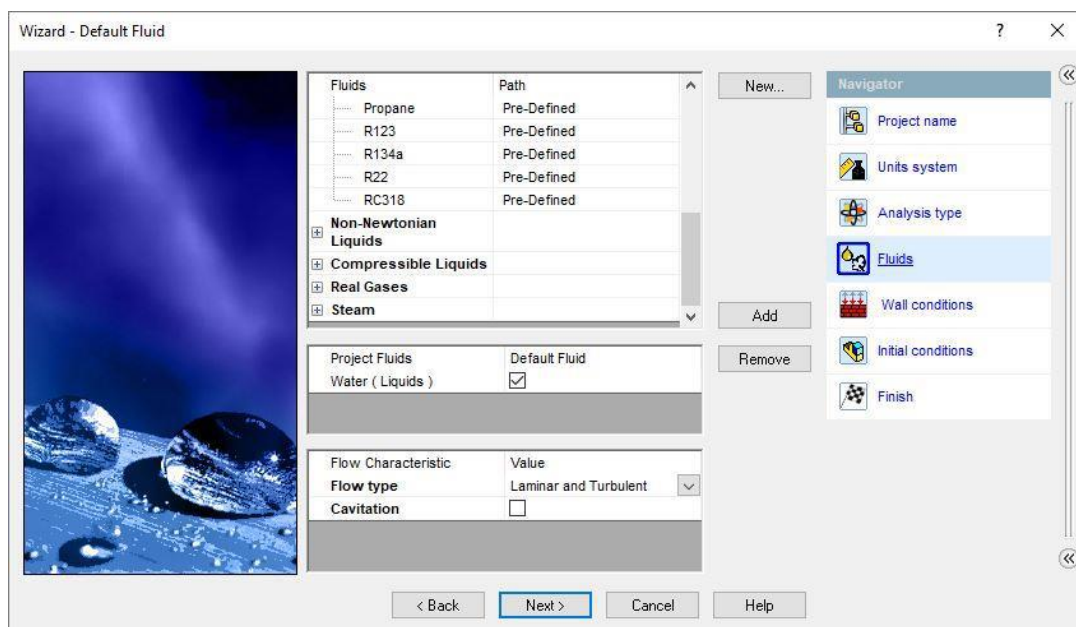 Wizard - Default Fluid
?
Fluids Path
Propane Pre-Defined
R123 Pre-Defined
R134a Pre-Defined
R22 Pre-Defined
RC318 Pre-Defined
Non-Newtonian
Liquids
Compressible Liquids
Real Gases
Steam
Project Fluids Default Fluid
Water ( Liquids )
Flow Characteristic Value
Flow type Laminar and Turbulent
Cavitation
New...
Add
Remove
Navigator
Project name
Units system
Analysis type
Fluids
Wall conditions
Initial conditions
Finish
< Back Next > Cancel Help